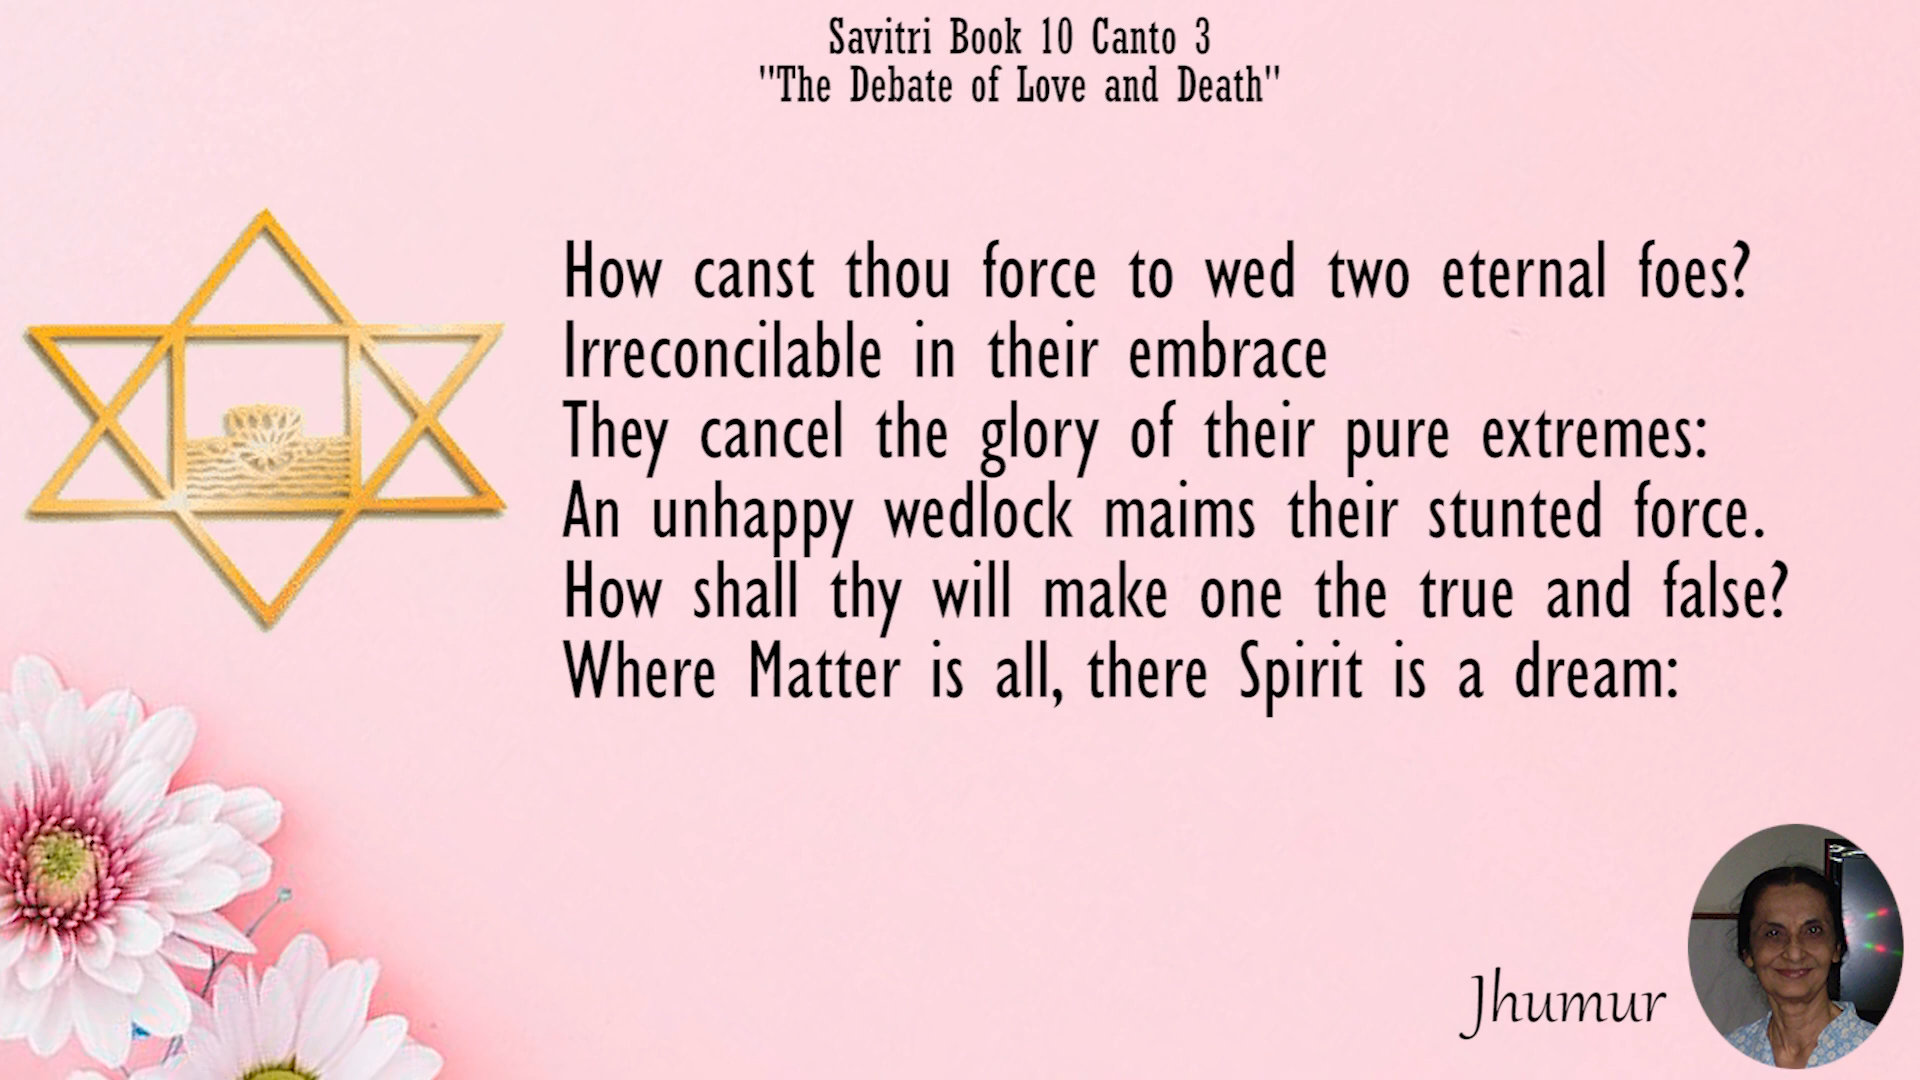 Savitri Book 10 Canto 3
"The Debate of Love and Death"
How canst thou force to wed two eternal foes?
Irreconcilable in their embrace
They cancel the glory of their pure extremes:
An unhappy wedlock maims their stunted force.
How shall thy will make one the true and false?
Where Matter is all, there Spirit is a dream:
Jhumur